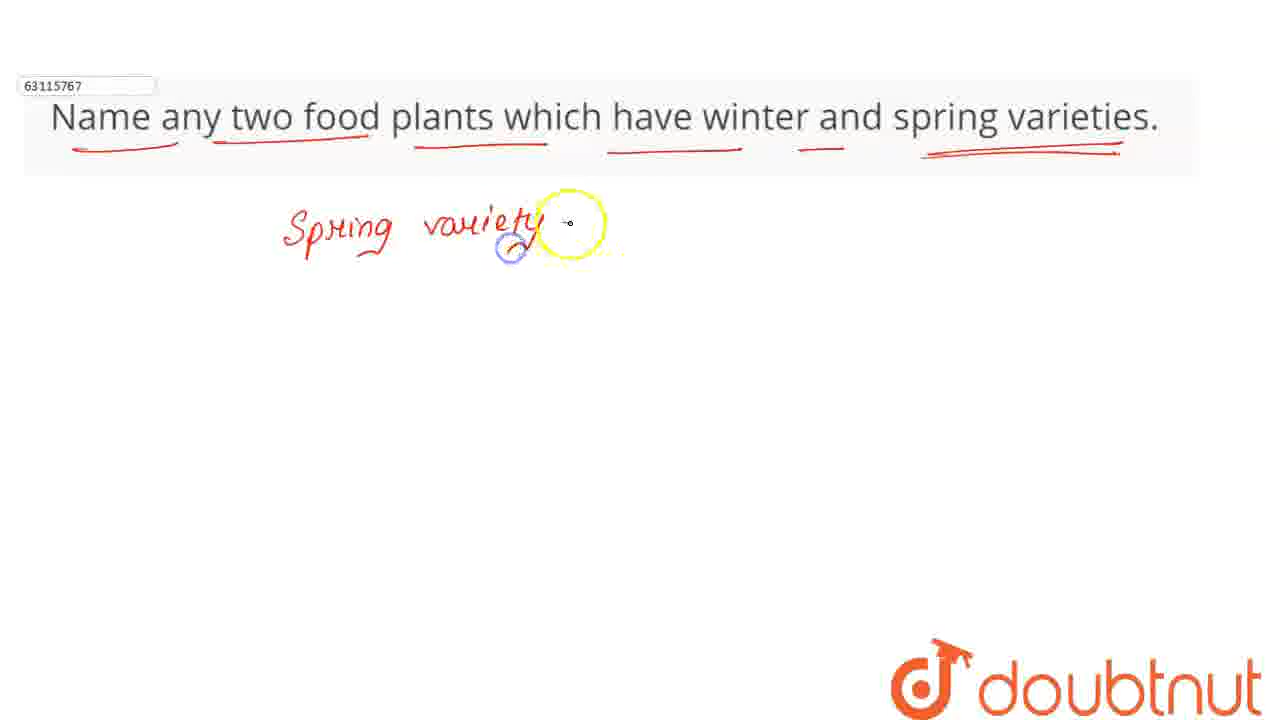 63115767
Name any two food plants which have winter and spring varieties.
Spring variety
doubtnut